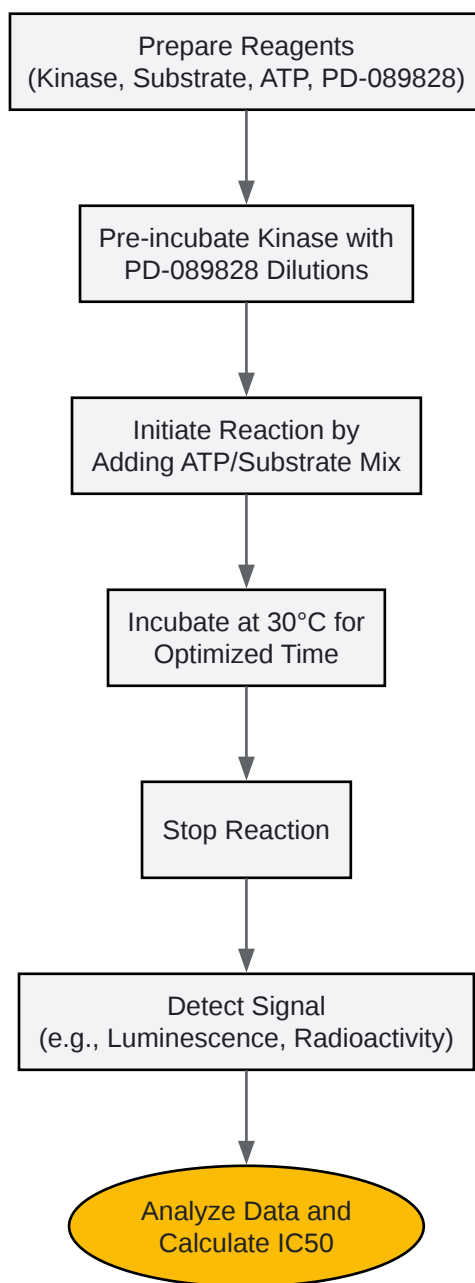 Prepare Reagents
(Kinase, Substrate, ATP, PD-089828)
Pre-incubate Kinase with
PD-089828 Dilutions
Initiate Reaction by
Adding ATP/Substrate Mix
Incubate at 30°C for
Optimized Time
Stop Reaction
Detect Signal
(e.g., Luminescence, Radioactivity)
Analyze Data and
Calculate IC50